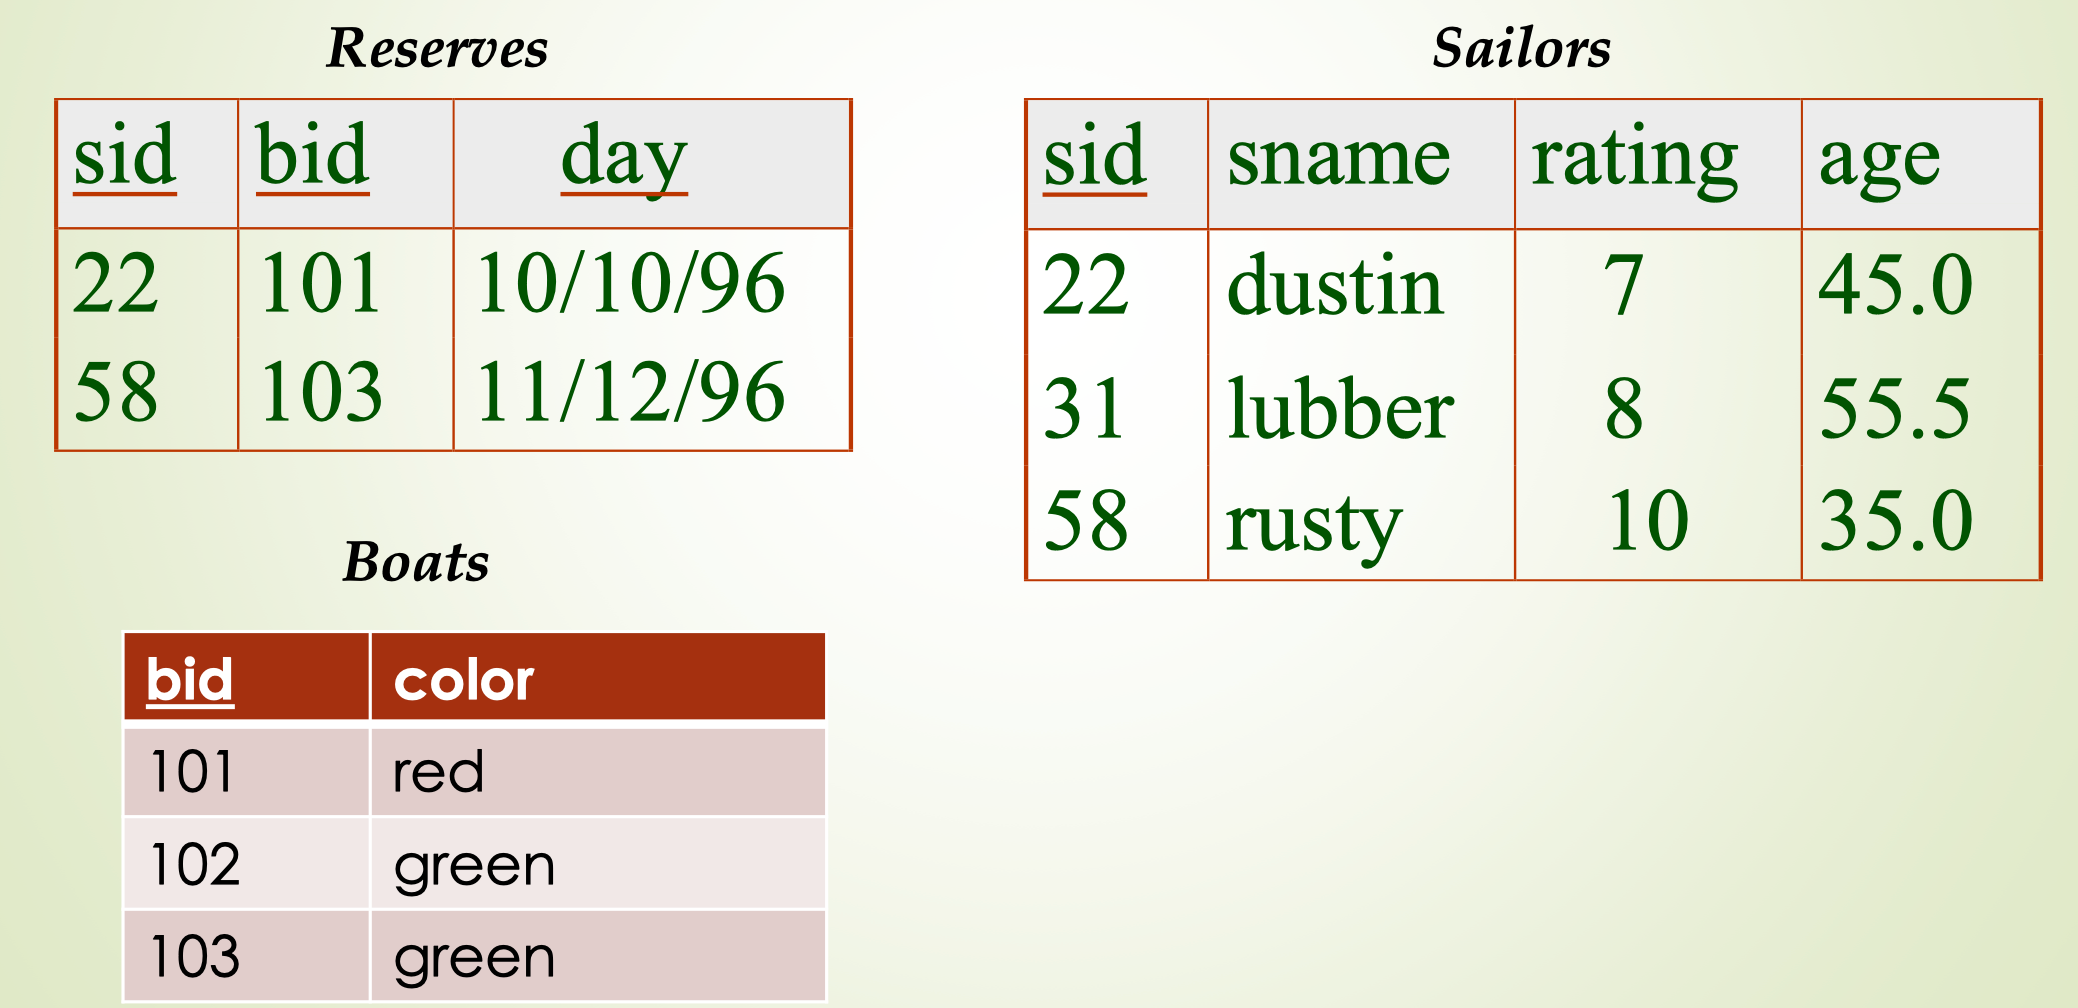 Reserves
sid bid day
22 101 10/10/96
58 103 11/12/96
Sailors
sid sname rating age
22 dustin 7 45.0
31 lubber 8 55.5
58 rusty 10 35.0
Boats
bid color
101 red
102 green
103 green